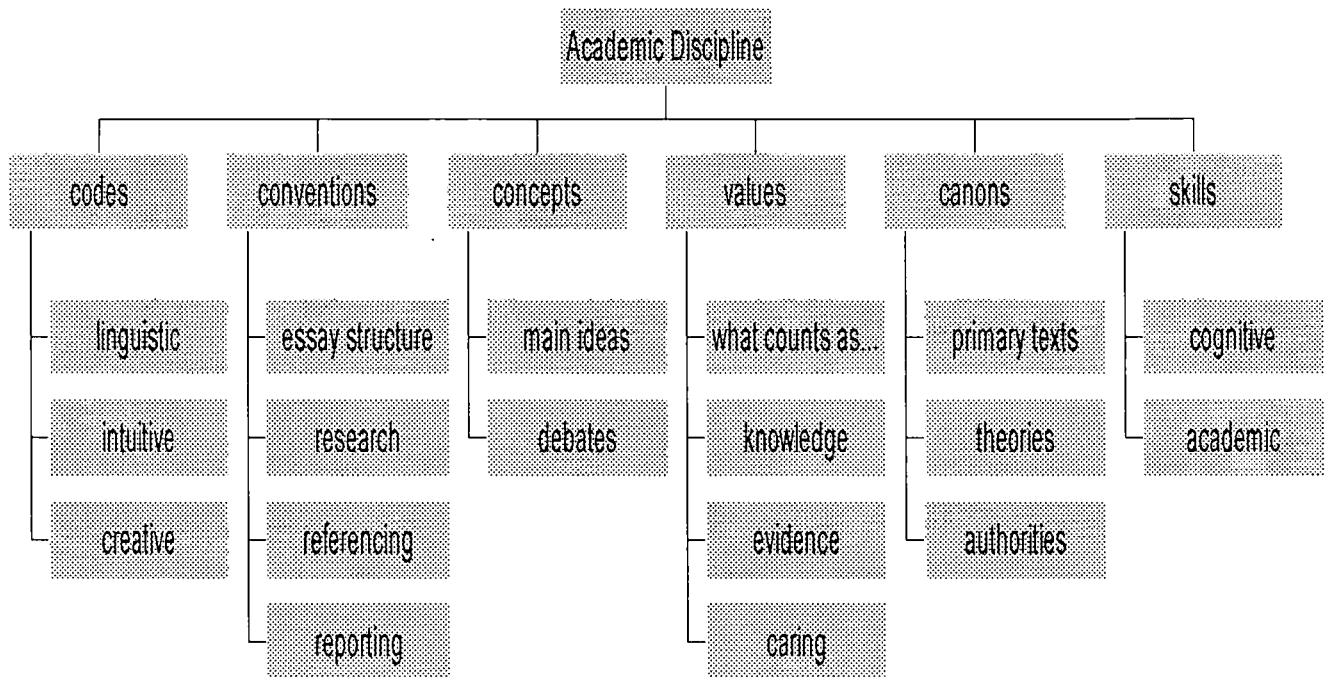 Academic Discipline
codes
conventions
concepts
values
canons
skills
linguistic
essay structure
main ideas
what counts as...
primary texts
cognitive
intuitive
research
debates
knowledge
theories
academic
creative
referencing
evidence
authorities
reporting
caring